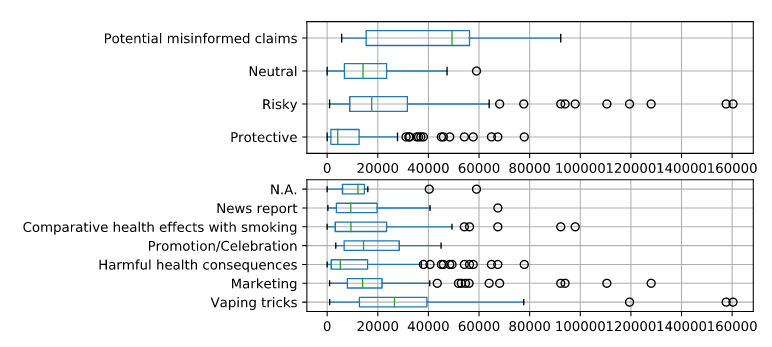 Potential misinformed claims
Neutral
Risky
Protective
0 20000 40000 60000 80000 100000 120000 140000 160000
N.A.
News report
Comparative health effects with smoking
Promotion/Celebration
Harmful health consequences
Marketing
Vaping tricks
0 20000 40000 60000 80000 100000 120000 140000 160000